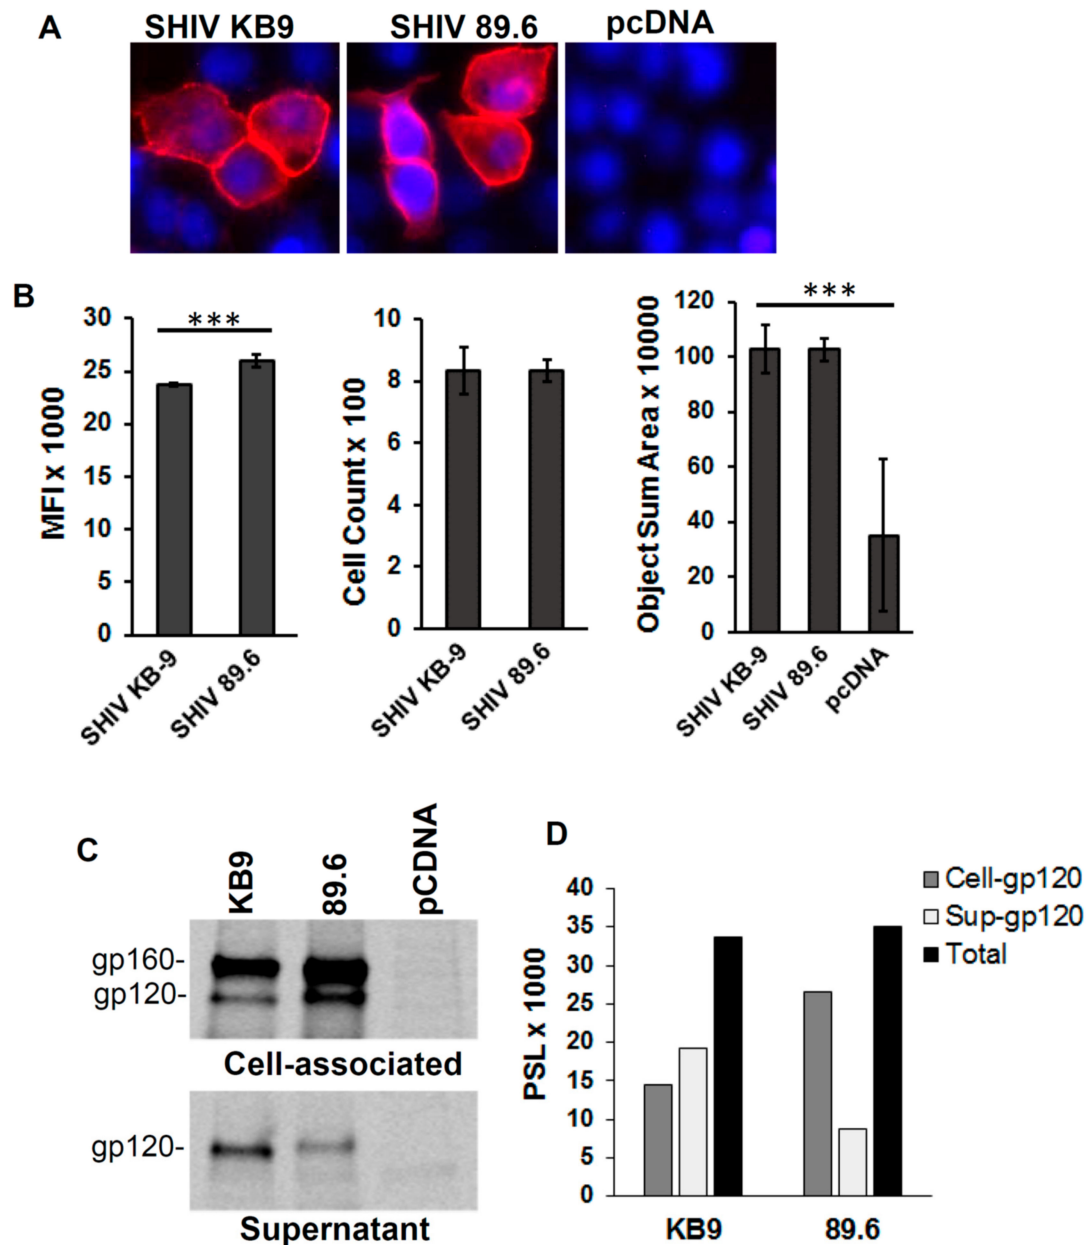 A
SHIV KB9
SHIV 89.6
pcDNA
B
MFI x 1000
30
25
20
15
10
5
0
***
SHIV KB-9
SHIV 89.6
Cell Count x 100
10
8
6
4
2
0
SHIV KB-9
SHIV 89.6
Object Sum Area x 10000
120
100
80
60
40
20
0
***
SHIV KB-9
SHIV 89.6
pcDNA
C
KB9
89.6
pCDNA
gp160-
gp120-
Cell-associated
gp120-
Supernatant
D
PSL x 1000
40
35
30
25
20
15
10
5
0
KB9
89.6
Cell-gp120
Sup-gp120
Total